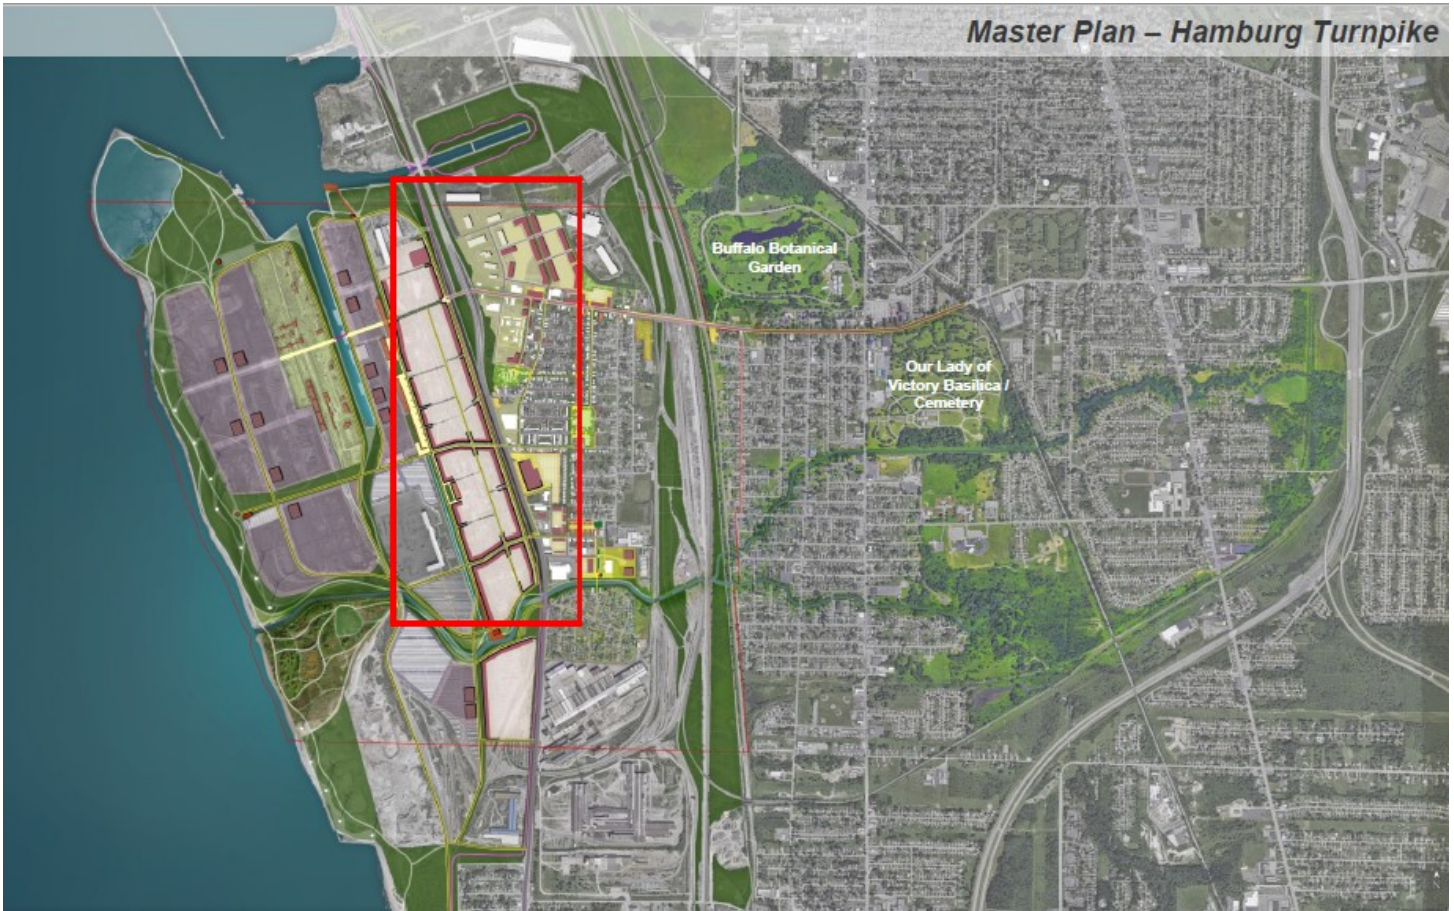 Master Plan – Hamburg Turnpike
Buffalo Botanical
Garden
Our Lady of
Victory Basilica /
Cemetery